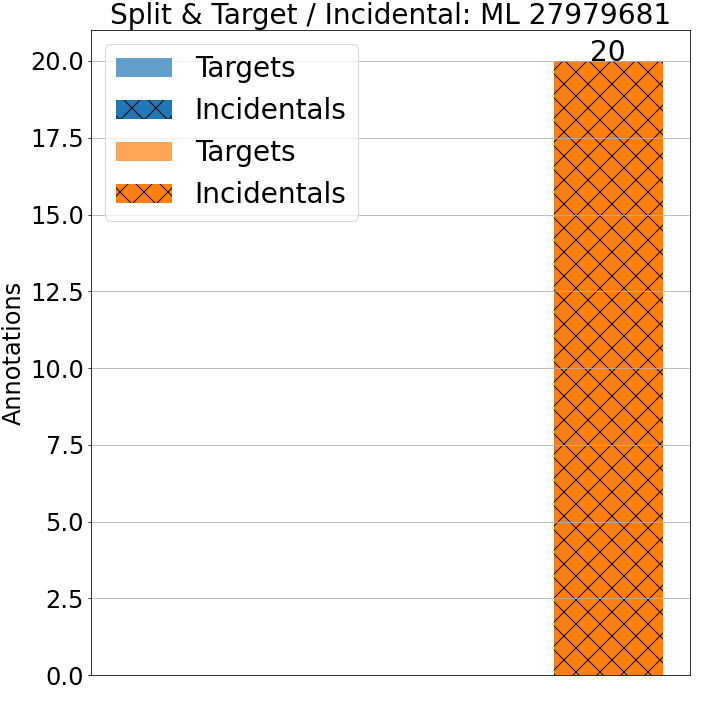 Split & Target / Incidental: ML 27979681
20
20.0
17.5
15.0
12.5
10.0
7.5
5.0
2.5
0.0
Annotations
Targets
Incidentals
Targets
Incidentals